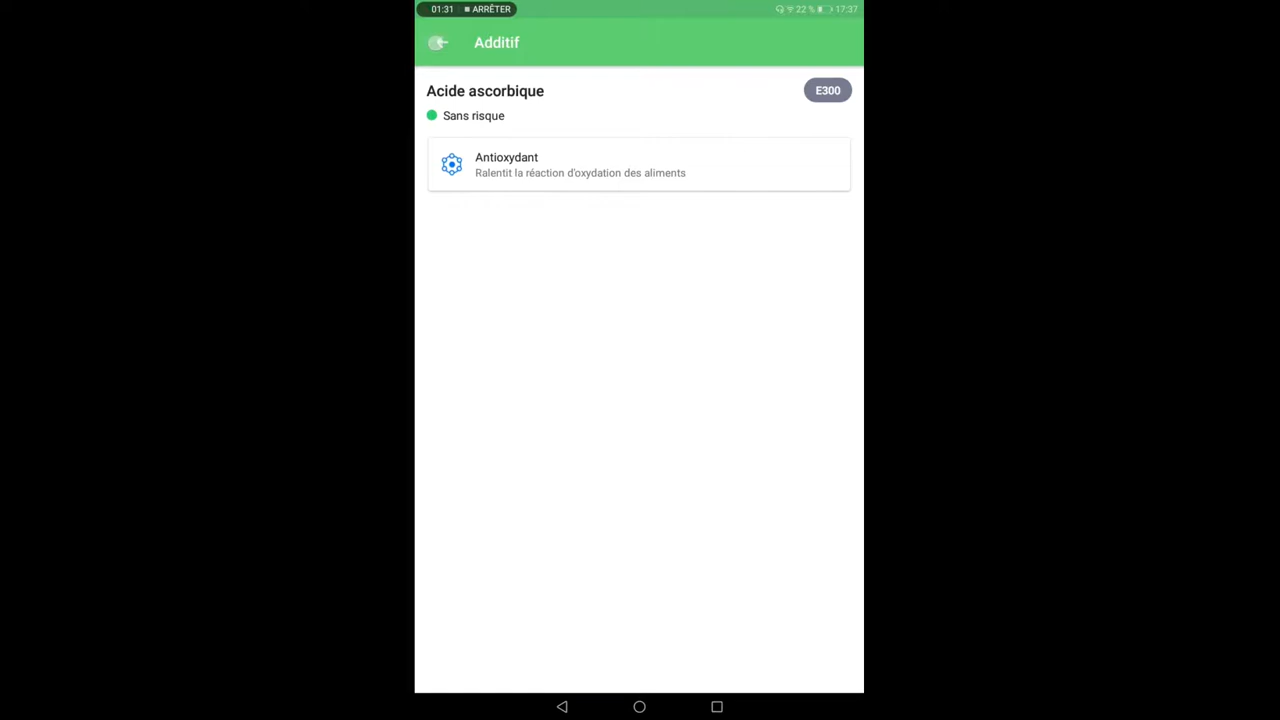 01:31 ■ ARRÊTER 22 % 17:37
Additif
Acide ascorbique E300
Sans risque
Antioxydant
Ralentit la réaction d'oxydation des aliments